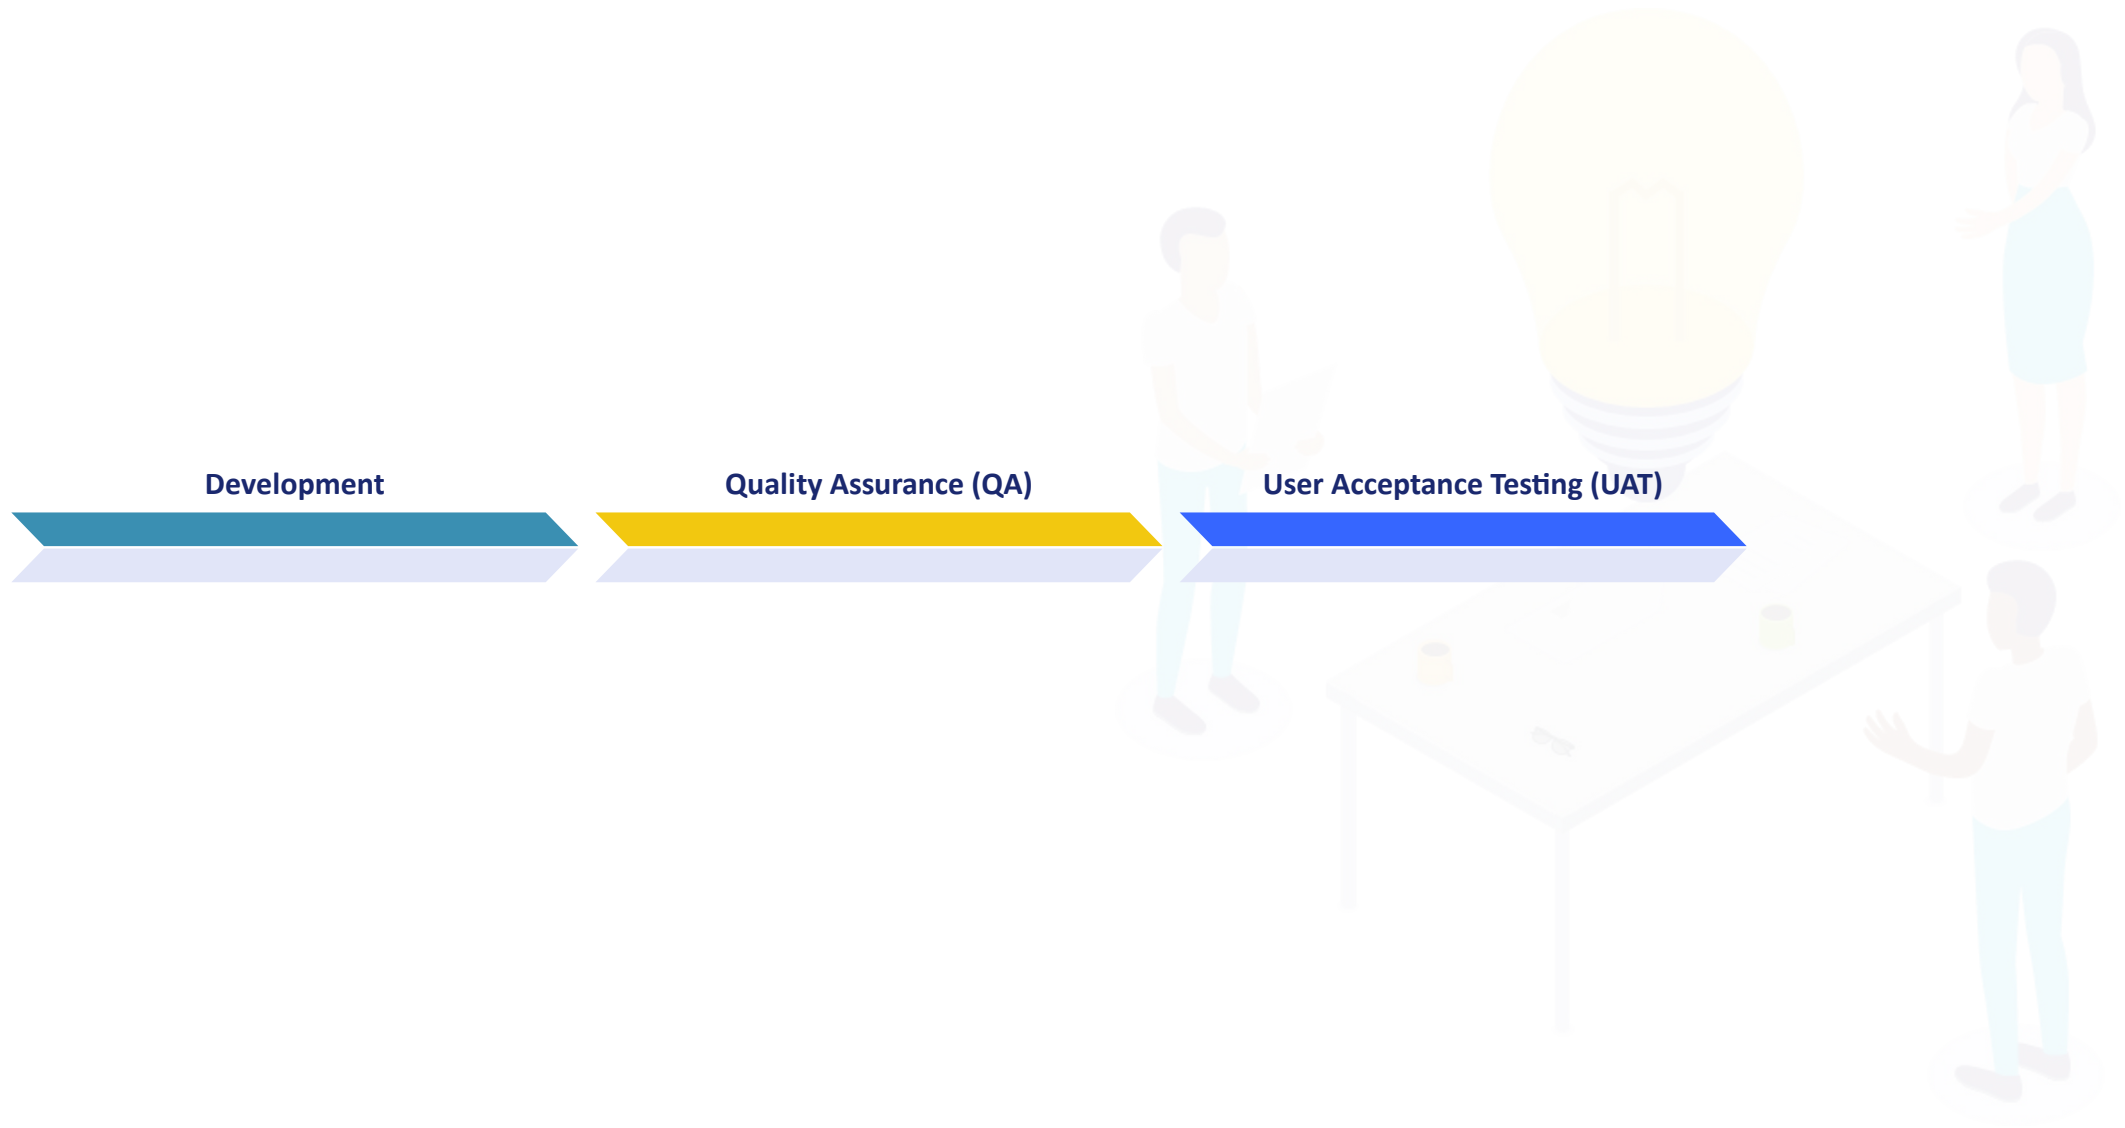 Development
Quality Assurance (QA)
User Acceptance Testing (UAT)